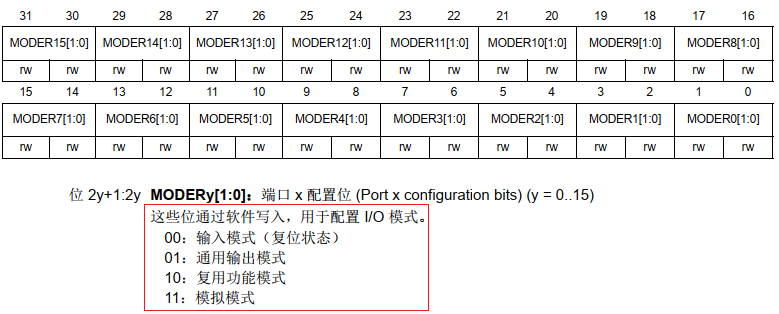 31 30 29 28 27 26 25 24 23 22 21 20 19 18 17 16
MODER15[1:0] MODER14[1:0] MODER13[1:0] MODER12[1:0] MODER11[1:0] MODER10[1:0] MODER9[1:0] MODER8[1:0]
rw rw rw rw rw rw rw rw rw rw rw rw rw rw rw rw
15 14 13 12 11 10 9 8 7 6 5 4 3 2 1 0
MODER7[1:0] MODER6[1:0] MODER5[1:0] MODER4[1:0] MODER3[1:0] MODER2[1:0] MODER1[1:0] MODER0[1:0]
rw rw rw rw rw rw rw rw rw rw rw rw rw rw rw rw
位 2y+1:2y MODERy[1:0]：端口 x 配置位 (Port x configuration bits) (y = 0..15)
这些位通过软件写入，用于配置 I/O 模式。
00：输入模式（复位状态）
01：通用输出模式
10：复用功能模式
11：模拟模式